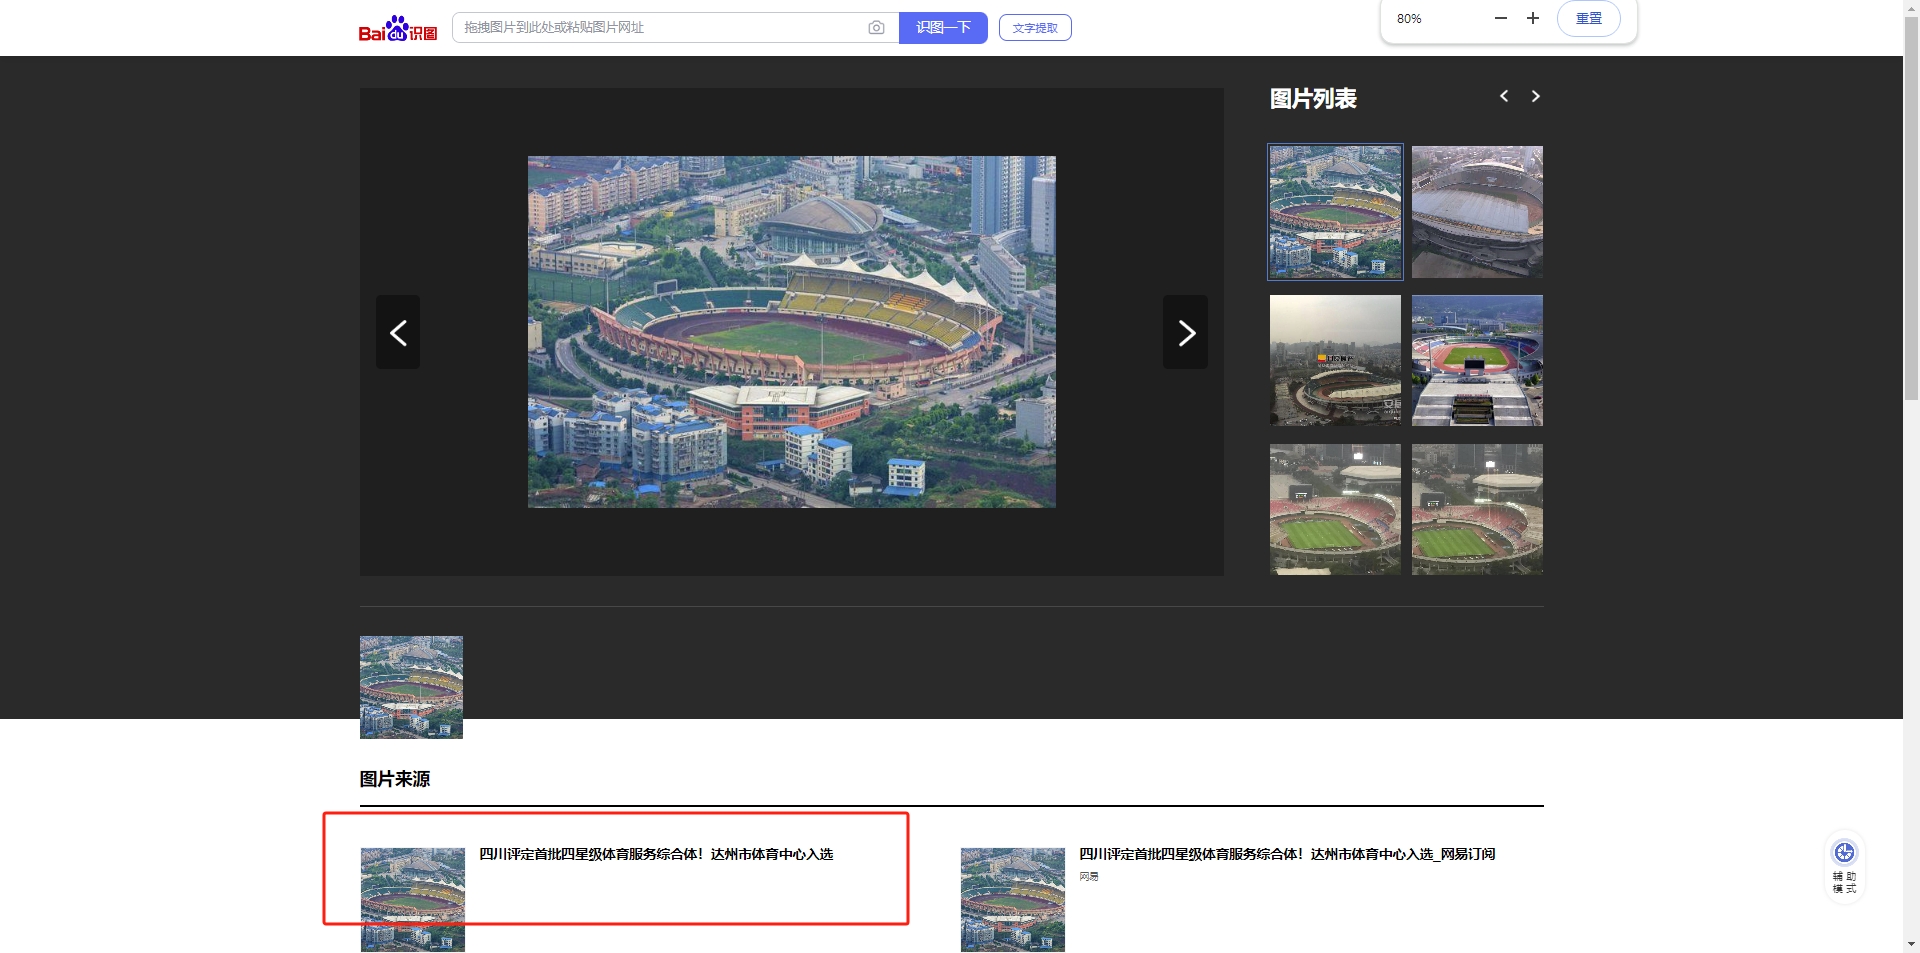 Bai du 识图
拖拽图片到此处或粘贴图片网址
识图一下
文字提取
80%
重置
图片列表
图片来源
四川评定首批四星级体育服务综合体！达州市体育中心入选
四川评定首批四星级体育服务综合体！达州市体育中心入选_网易订阅
网易
辅助
模式